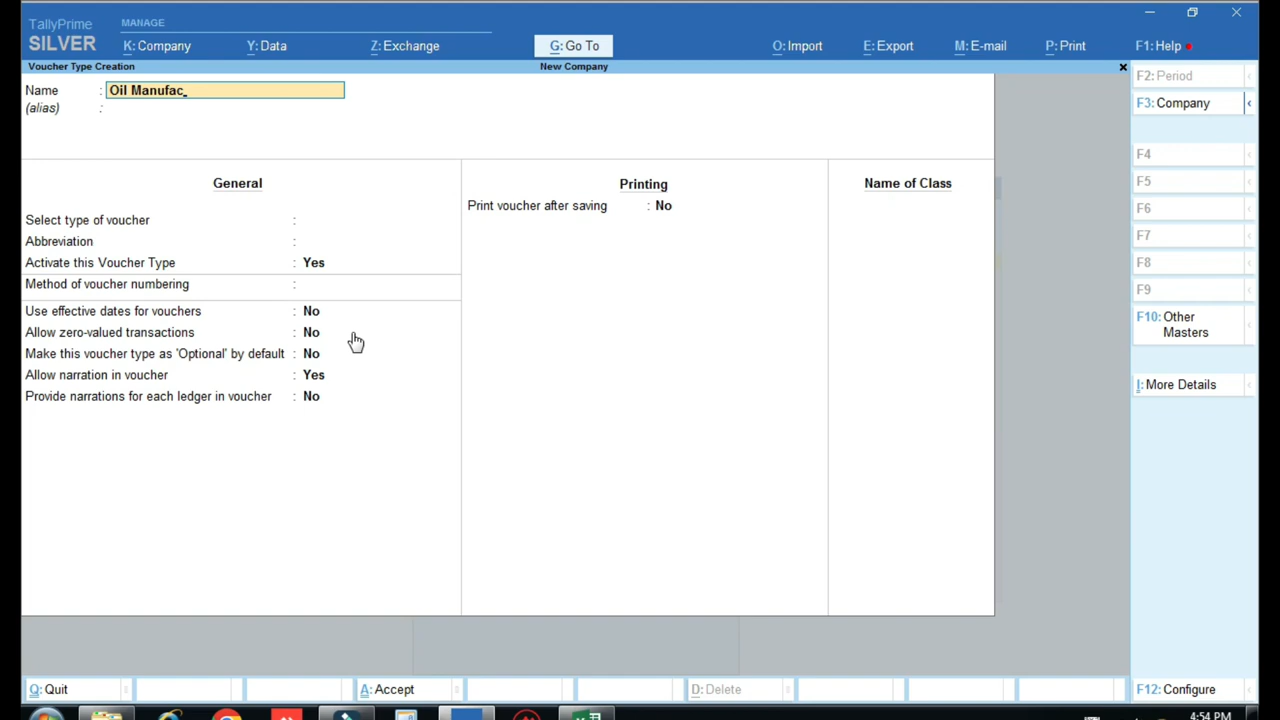 TallyPrime
SILVER
MANAGE
K: Company
Y: Data
Z: Exchange
G: Go To
O: Import
E: Export
M: E-mail
P: Print
F1: Help
Voucher Type Creation
New Company
Name : Oil Manufac_
(alias) :
General
Select type of voucher :
Abbreviation :
Activate this Voucher Type : Yes
Method of voucher numbering :
Use effective dates for vouchers : No
Allow zero-valued transactions : No
Make this voucher type as 'Optional' by default : No
Allow narration in voucher : Yes
Provide narrations for each ledger in voucher : No
Printing
Print voucher after saving : No
Name of Class
F2: Period
F3: Company
F4
F5
F6
F7
F8
F9
F10: Other
Masters
I: More Details
Q: Quit
A: Accept
D: Delete
F12: Configure
4:54 PM